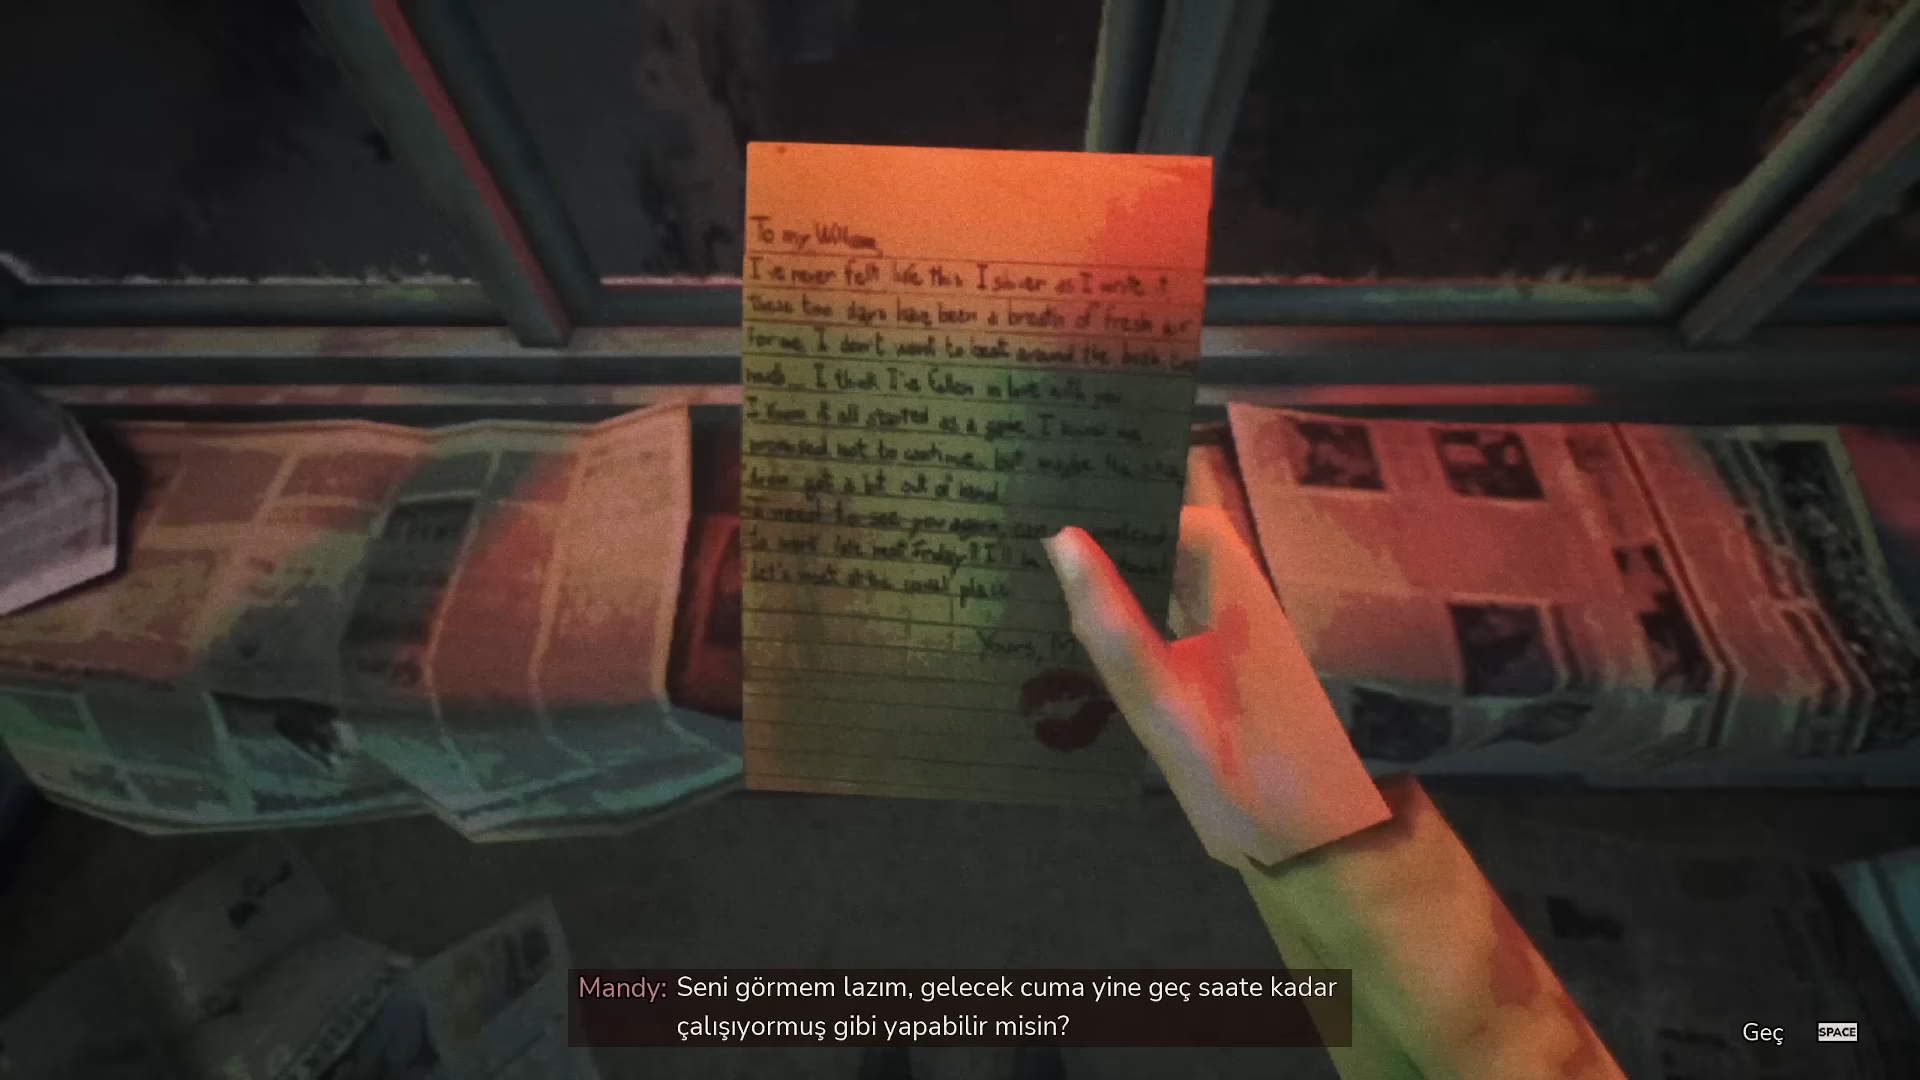 To my William,
I've never felt like this I shiver as I write it
these two days have been a breath of fresh air
for me, I don't want to beat around the bush too
much... I think I've fallen in love with you
I know it all started as a game, I know we
promised not to continue, but maybe the
got a bit out of hand
I need to see you again, can
to work late next Friday? I'll be
let's meet at the usual place
Yours, M
Mandy: Seni görmem lazım, gelecek cuma yine geç saate kadar
çalışıyormuş gibi yapabilir misin?
Geç SPACE